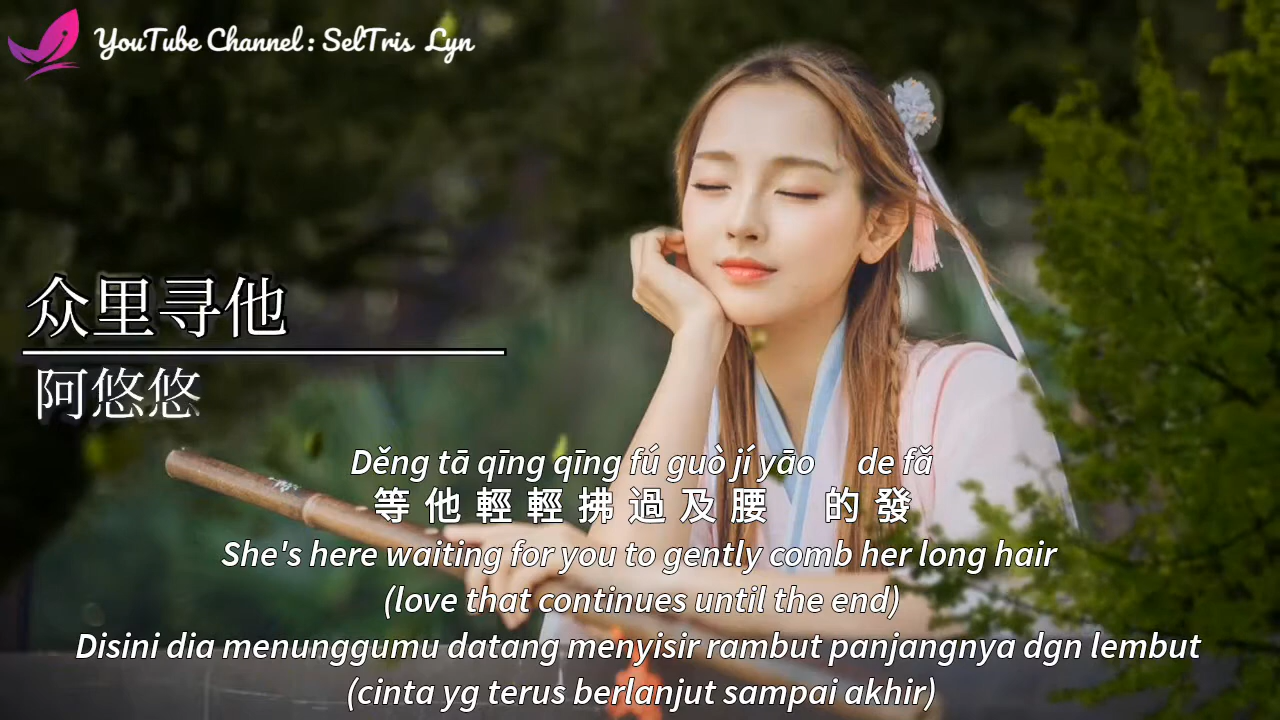 YouTube Channel : SelTris Lyn
众里寻他
阿悠悠
Děng tā qīng qīng fú guò jí yāo de fǎ
等他輕輕拂過及腰 的發
She's here waiting for you to gently comb her long hair
(love that continues until the end)
Disini dia menunggumu datang menyisir rambut panjangnya dgn lembut
(cinta yg terus berlanjut sampai akhir)